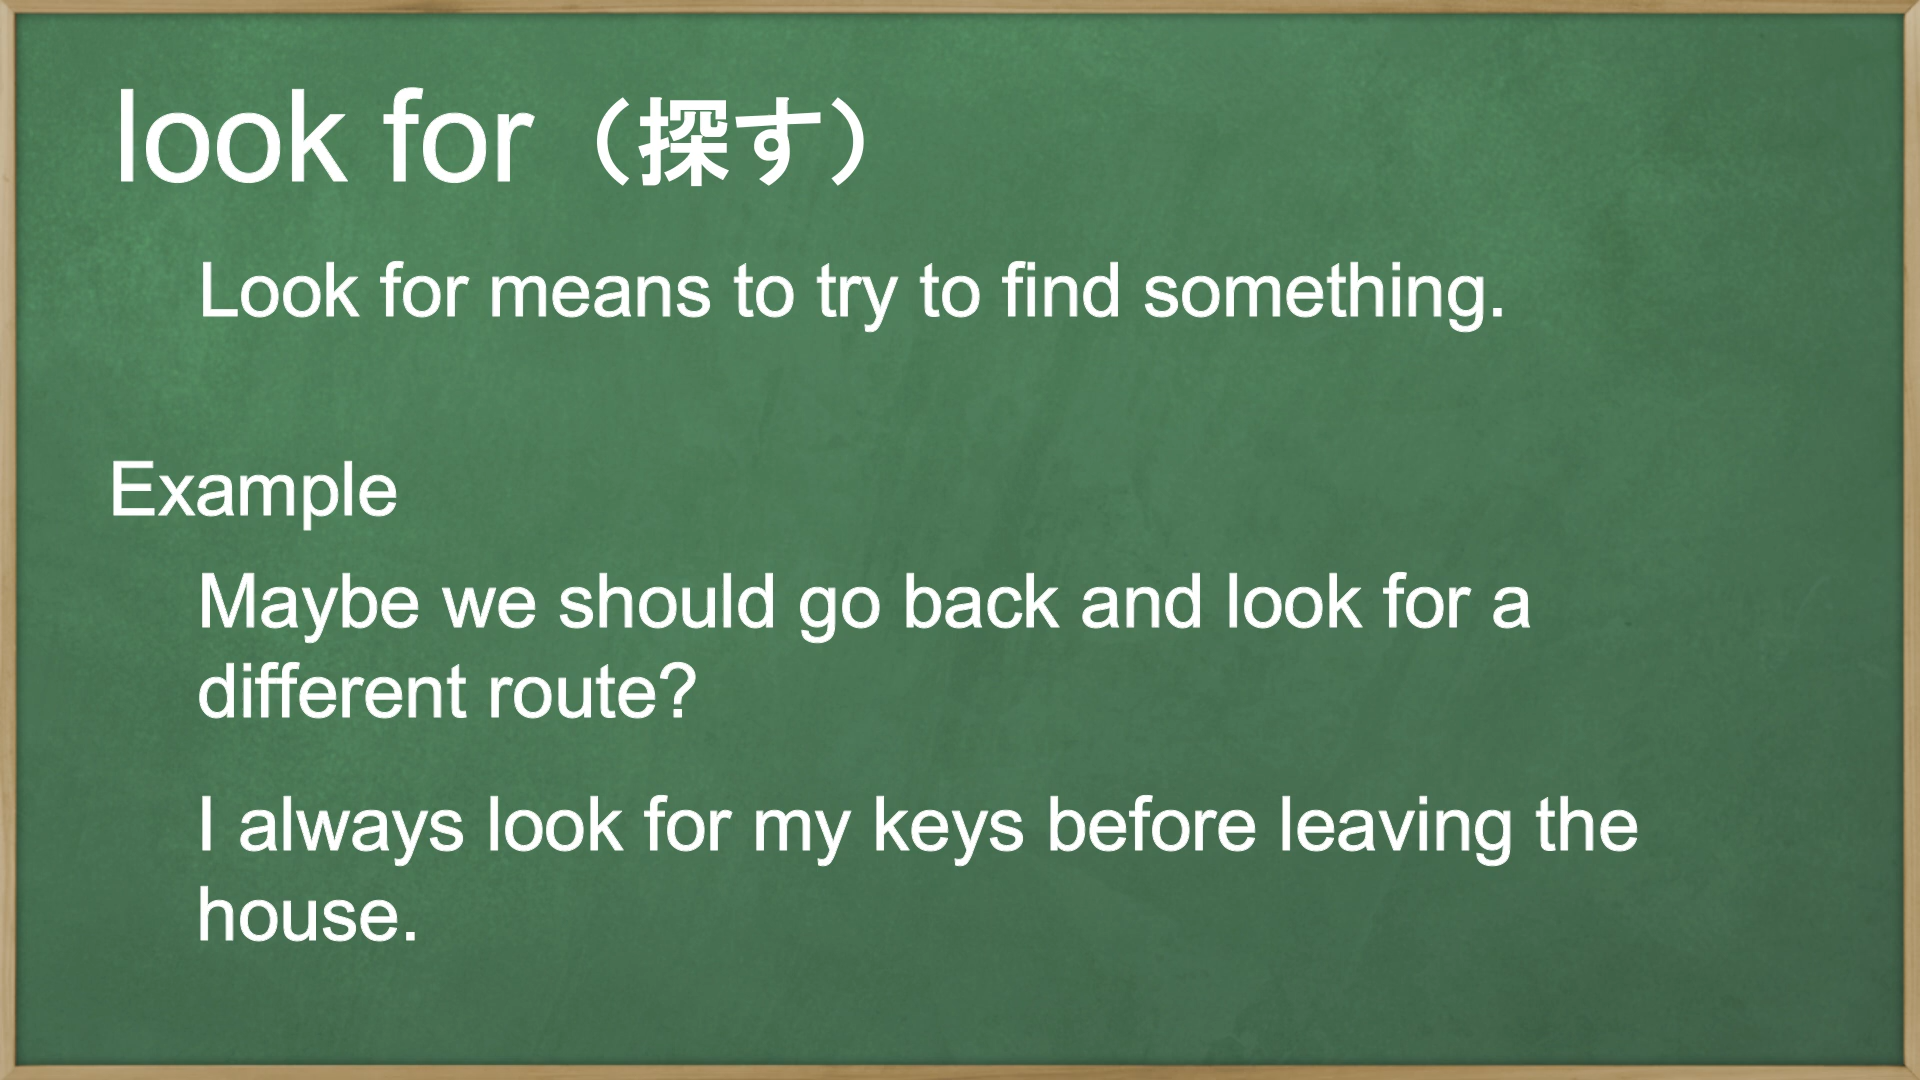 look for（探す）
Look for means to try to find something.
Example
Maybe we should go back and look for a
different route?
I always look for my keys before leaving the
house.